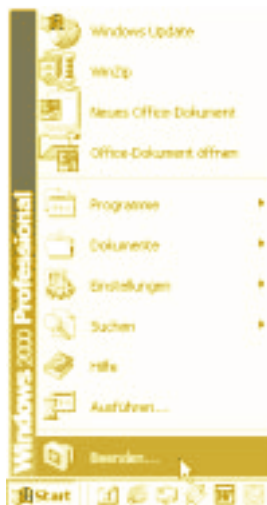 Windows Update
WinZip
Neues Office-Dokument
Office-Dokument öffnen
Programme
Dokumente
Einstellungen
Suchen
Hilfe
Ausführen...
Beenden...
Windows 2000 Professional
Start